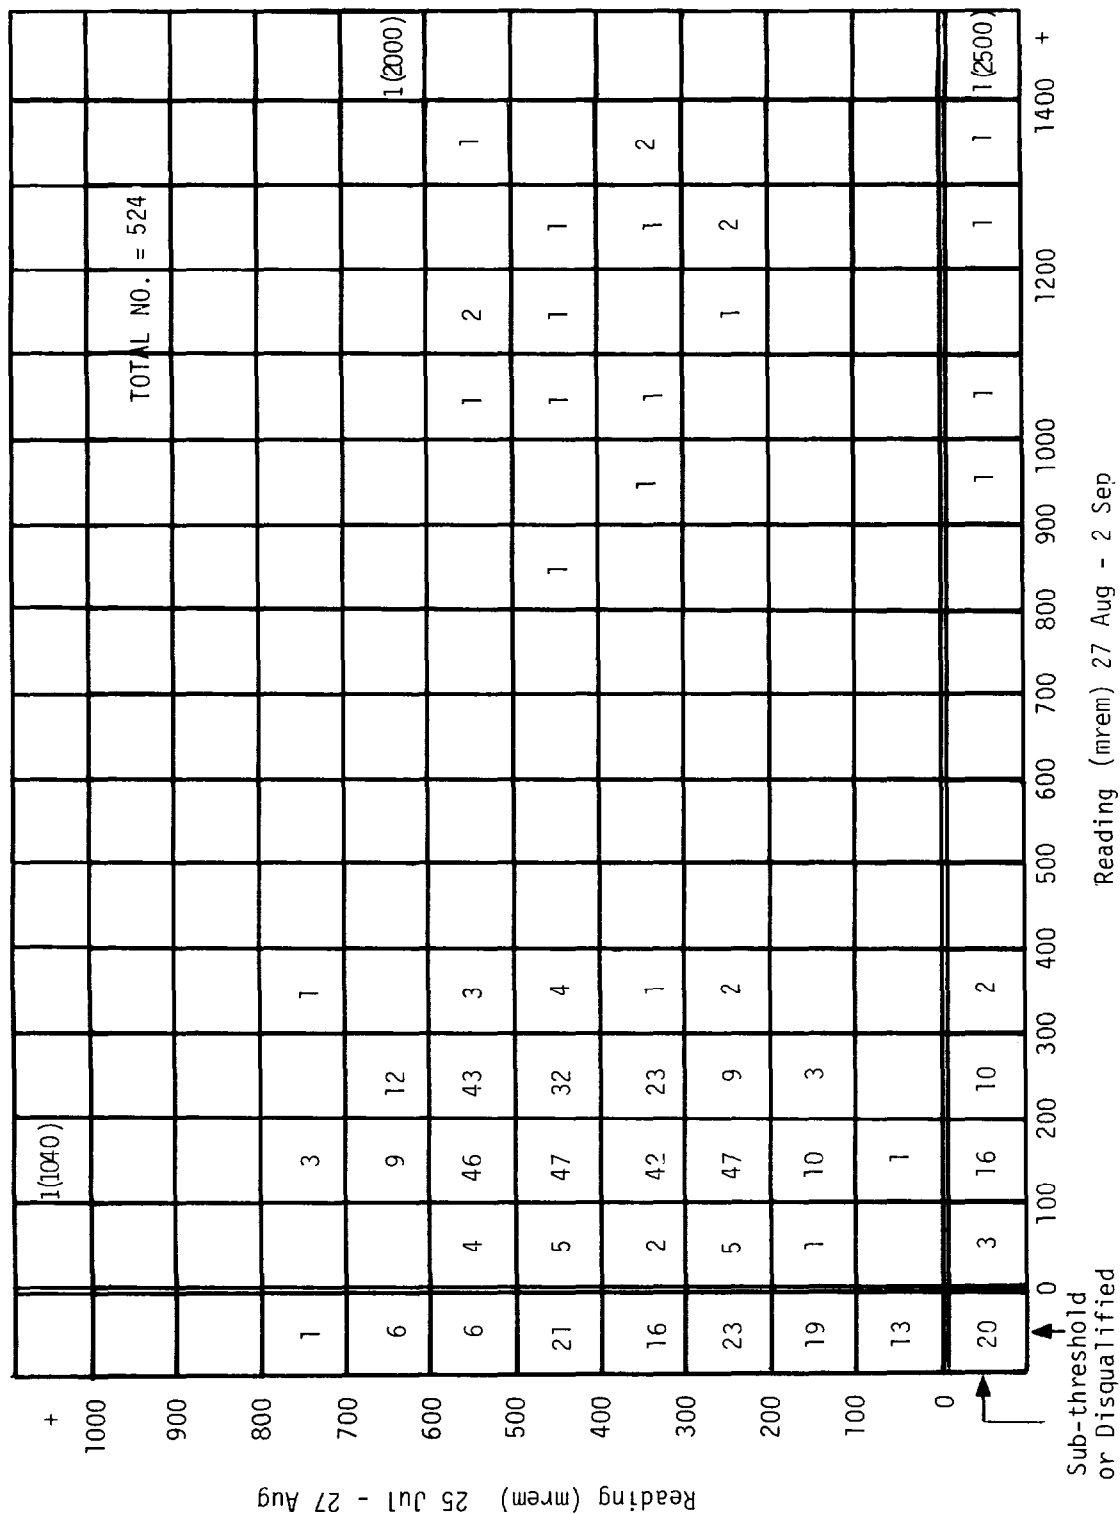 Reading (mrem) 25 Jul - 27 Aug
+ 1(1040)
1000
TOTAL NO. = 524
900
800
1 3 1
700
6 9 12 1(2000)
600
6 4 46 43 3 1 2 1
500
21 5 47 32 4 1 1 1 1
400
16 2 42 23 1 1 1 1 2
300
23 5 47 9 2 1 2
200
19 1 10 3
100
13 1
0
20 3 16 10 2 1 1 1 1 1(2500)
0 100 200 300 400 500 600 700 800 900 1000 1200 1400 +
Sub-threshold
or Disqualified
Reading (mrem) 27 Aug - 2 Sep